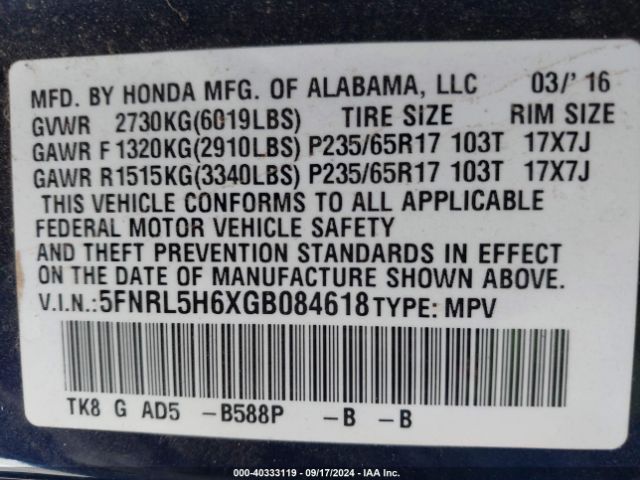 MFD. BY HONDA MFG. OF ALABAMA, LLC 03/' 16
GVWR 2730KG(6019LBS) TIRE SIZE RIM SIZE
GAWR F1320KG(2910LBS) P235/65R17 103T 17X7J
GAWR R1515KG(3340LBS) P235/65R17 103T 17X7J
THIS VEHICLE CONFORMS TO ALL APPLICABLE
FEDERAL MOTOR VEHICLE SAFETY
AND THEFT PREVENTION STANDARDS IN EFFECT
ON THE DATE OF MANUFACTURE SHOWN ABOVE.
V.I.N.:5FNRL5H6XGB084618 TYPE: MPV
TK8 G AD5 -B588P -B -B
000-40333119 - 09/17/2024 - IAA Inc.